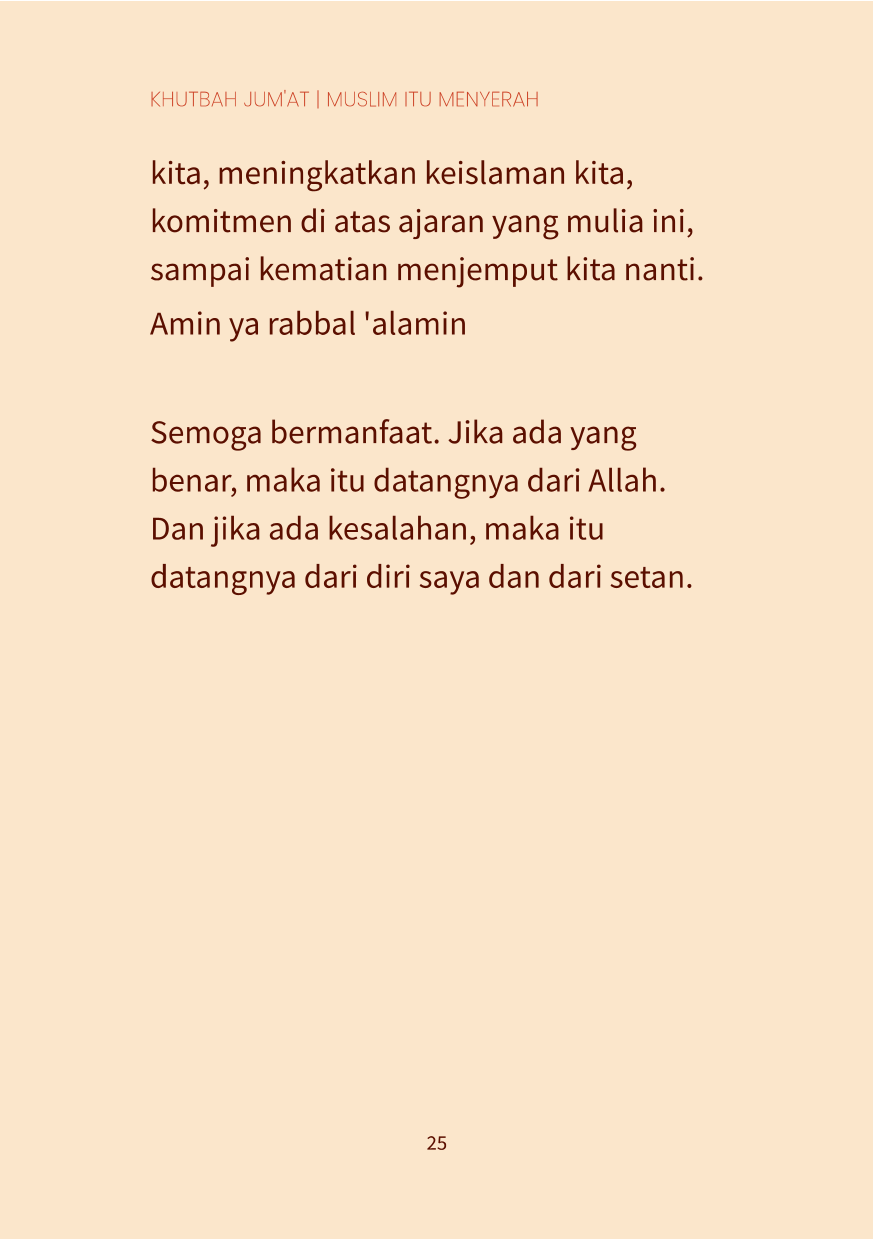 KHUTBAH JUM'AT | MUSLIM ITU MENYERAH
kita, meningkatkan keislaman kita,
komitmen di atas ajaran yang mulia ini,
sampai kematian menjemput kita nanti.
Amin ya rabbal 'alamin
Semoga bermanfaat. Jika ada yang
benar, maka itu datangnya dari Allah.
Dan jika ada kesalahan, maka itu
datangnya dari diri saya dan dari setan.
25